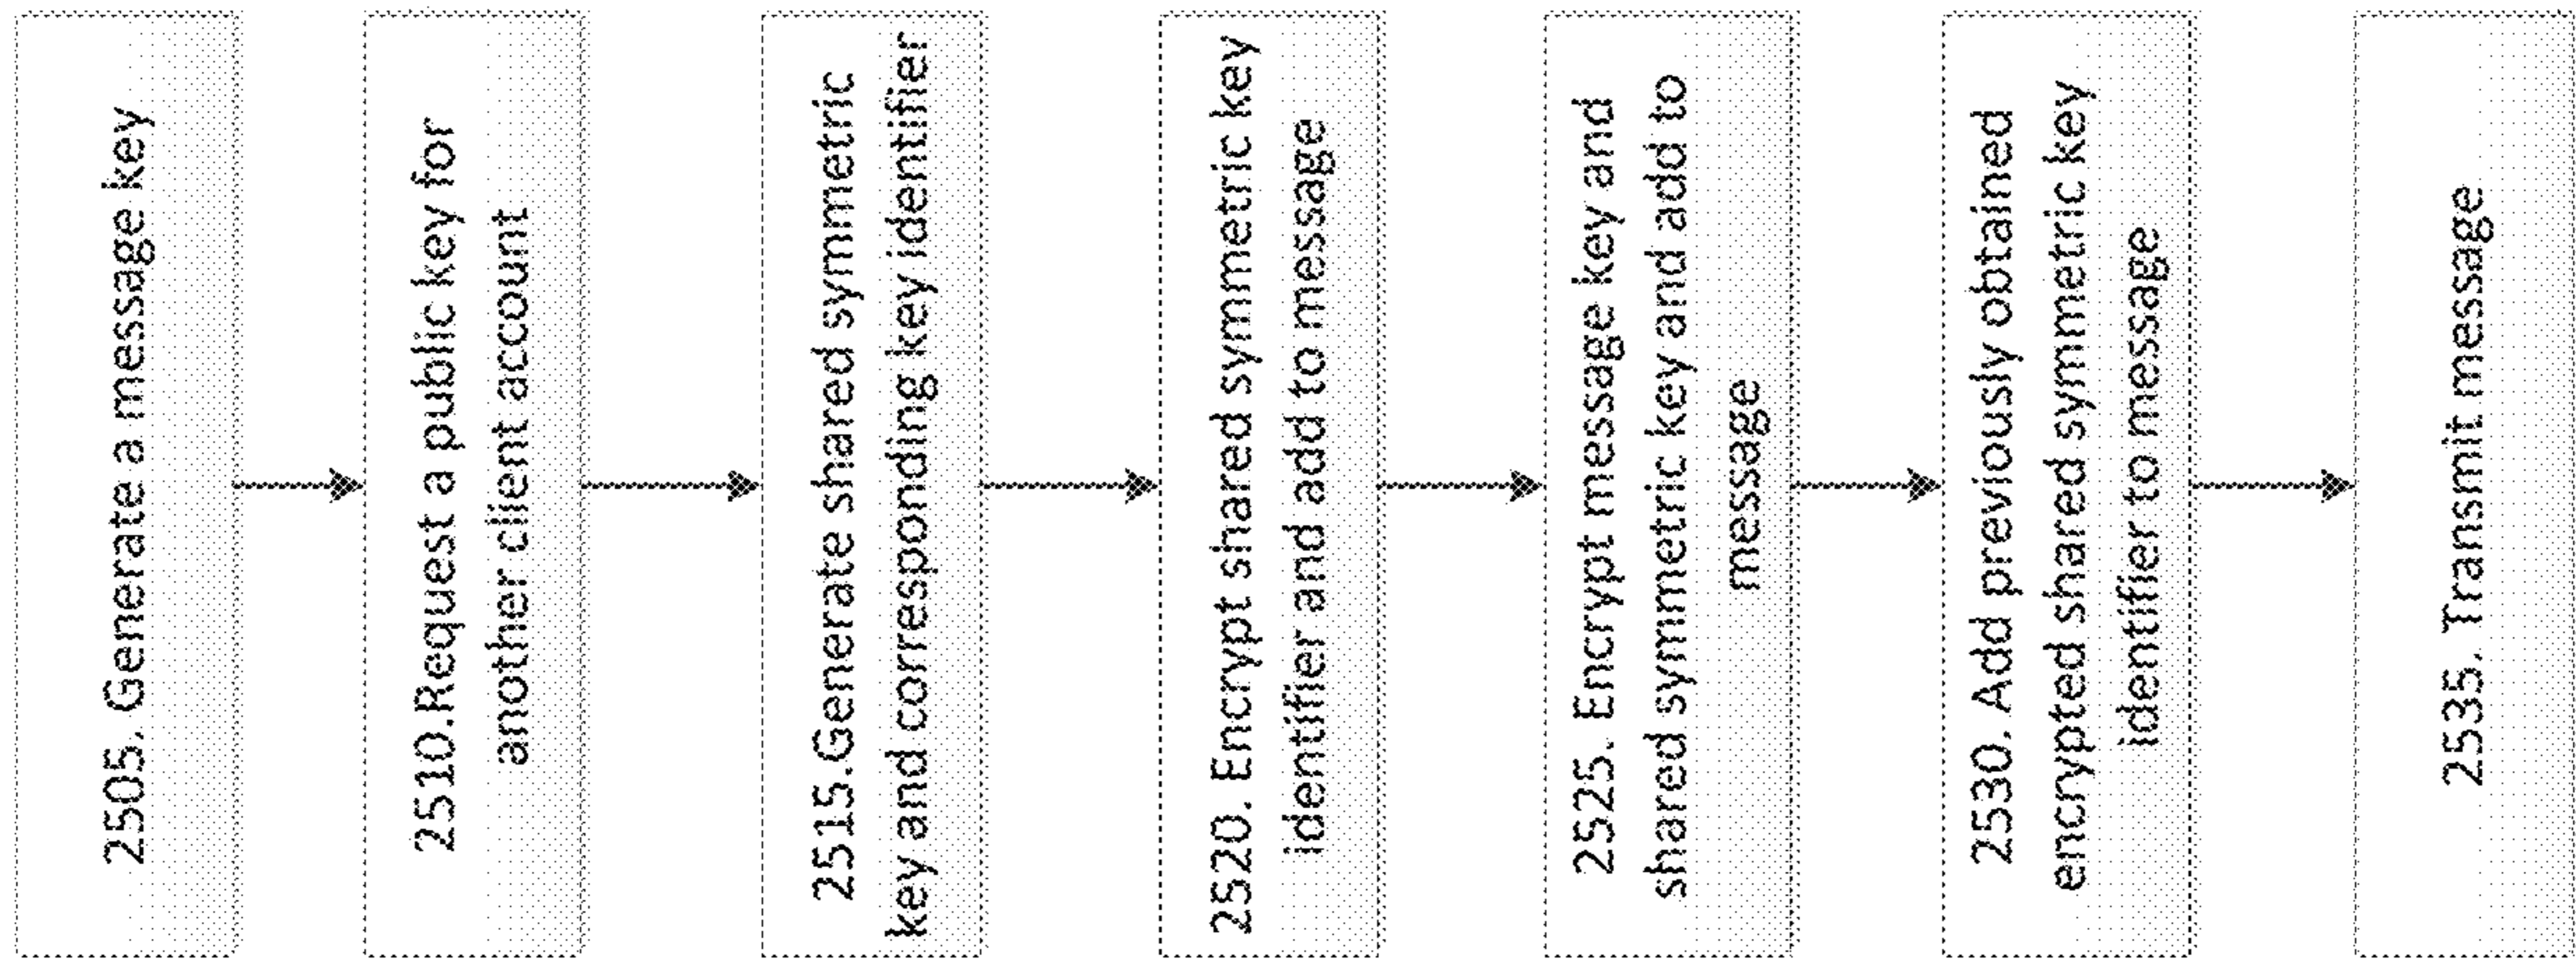 2505. Generate a message key
2510.Request a public key for
another client account
2515.Generate shared symmetric
key and corresponding key identifier
2520. Encrypt shared symmetric key
identifier and add to message
2525. Encrypt message key and
shared symmetric key and add to
message
2530. Add previously obtained
encrypted shared symmetric key
identifier to message
2535. Transmit message